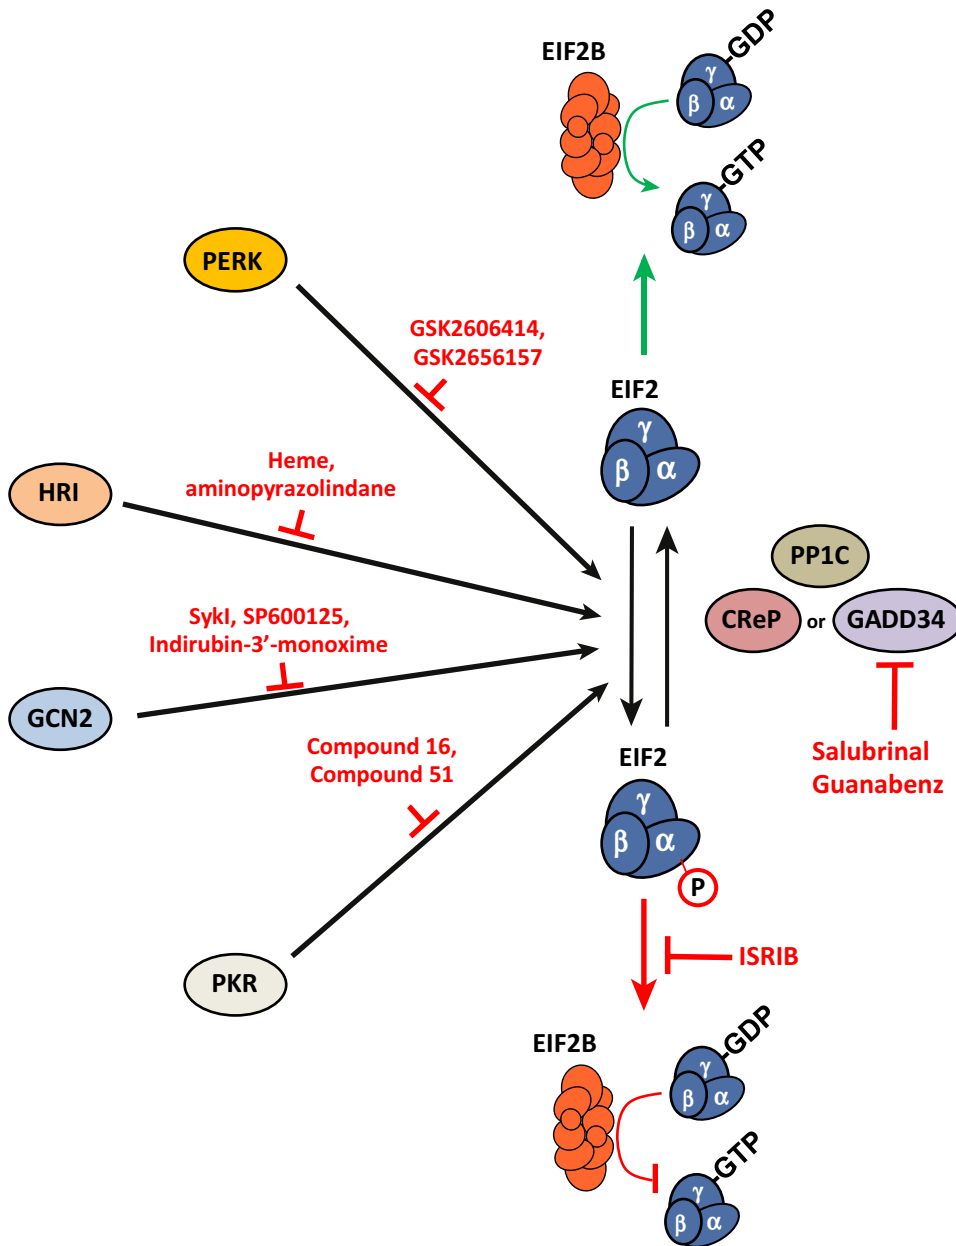 EIF2B
γ-GDP
β α
γ-GTP
β α
PERK
GSK2606414,
GSK2656157
EIF2
γ
β α
HRI
Heme,
aminopyrazolindane
PP1C
CReP or GADD34
SykI, SP600125,
Indirubin-3’-monoxime
GCN2
Salubrinal
Guanabenz
Compound 16,
Compound 51
EIF2
γ
β α
P
ISRIB
PKR
EIF2B
γ-GDP
β α
γ-GTP
β α